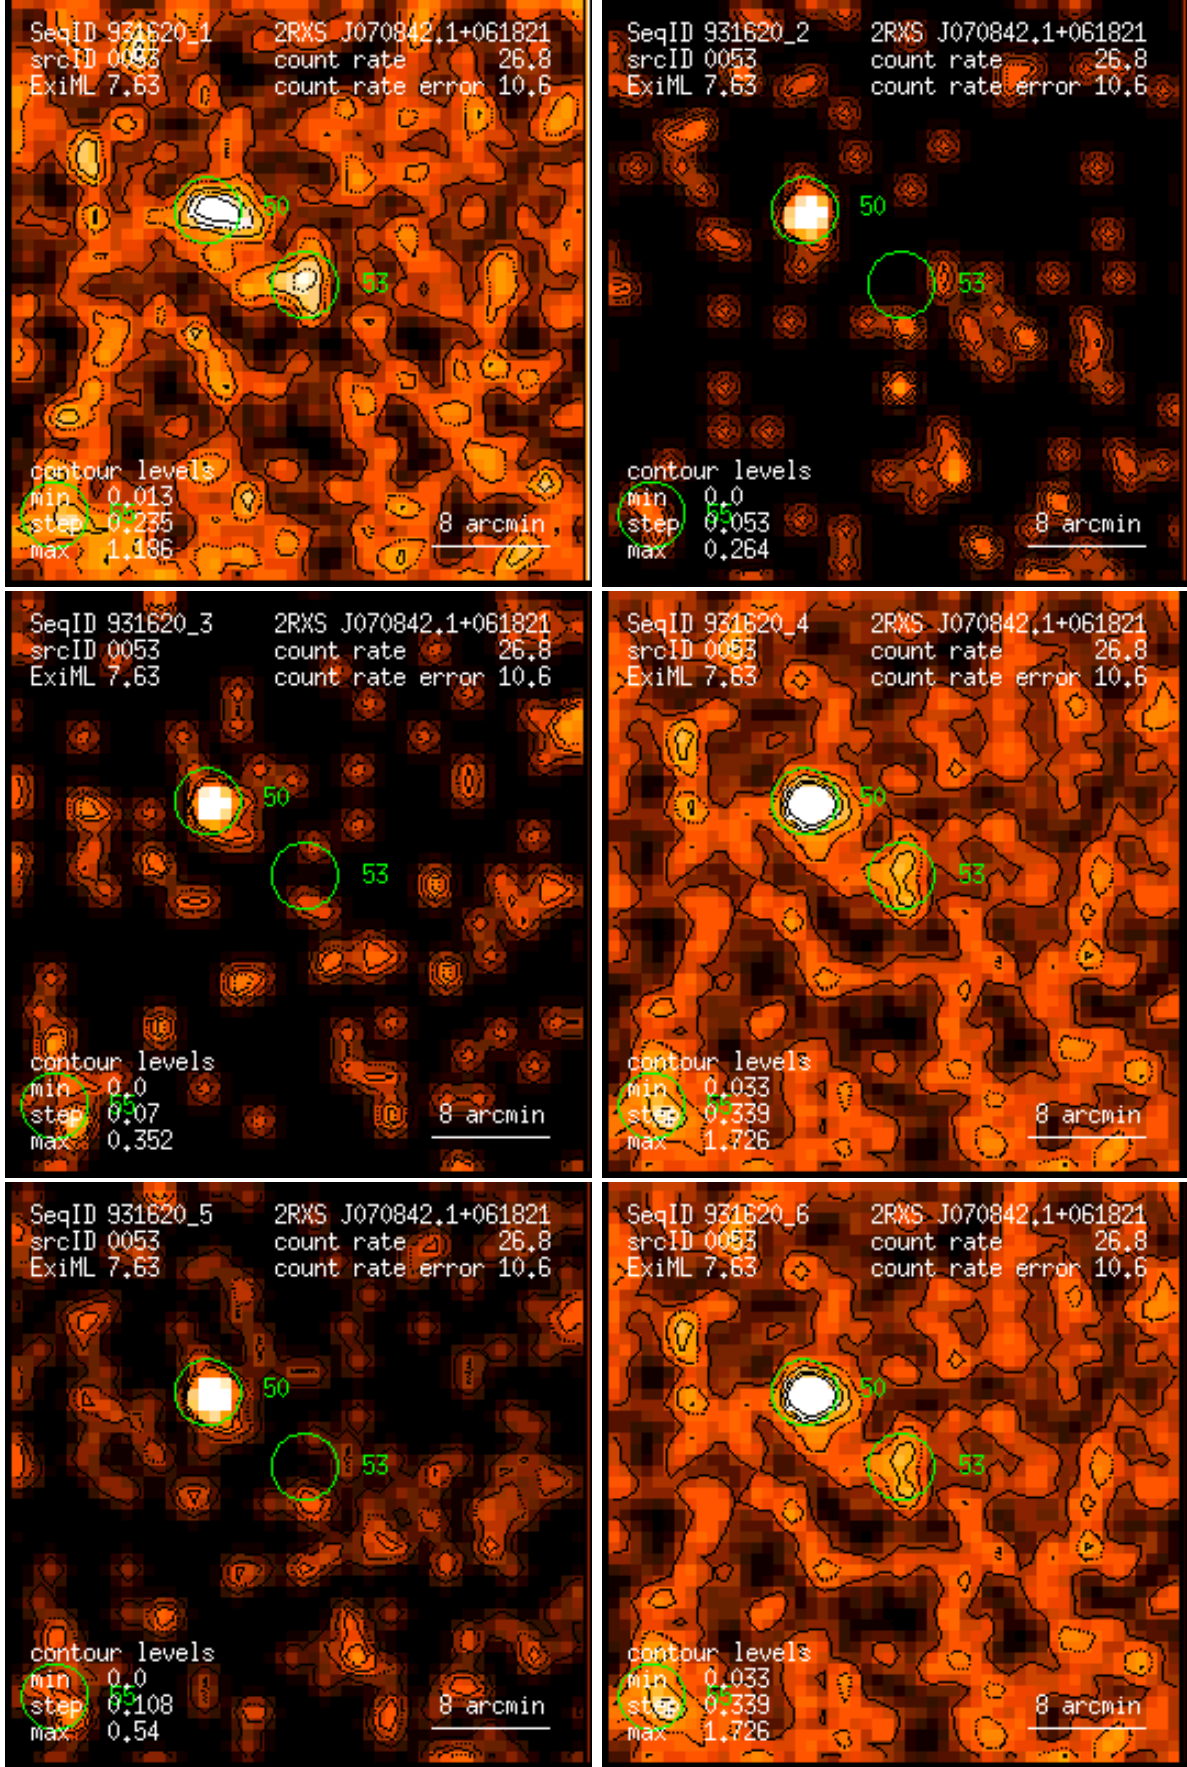 SeqID 931620_1 2RXS J070842.1+061821
srcID 0053 count rate 26.8
ExiML 7.63 count rate error 10.6
50
53
contour levels
min 0.013
55
step 0.235
8 arcmin
max 1.186
SeqID 931620_2 2RXS J070842.1+061821
srcID 0053 count rate 26.8
ExiML 7.63 count rate error 10.6
50
53
contour levels
min 0.0
55
step 0.053
8 arcmin
max 0.264
SeqID 931620_3 2RXS J070842.1+061821
srcID 0053 count rate 26.8
ExiML 7.63 count rate error 10.6
50
53
contour levels
min 0.0
55
step 0.07
8 arcmin
max 0.352
SeqID 931620_4 2RXS J070842.1+061821
srcID 0053 count rate 26.8
ExiML 7.63 count rate error 10.6
50
53
contour levels
min 0.033
55
step 0.339
8 arcmin
max 1.726
SeqID 931620_5 2RXS J070842.1+061821
srcID 0053 count rate 26.8
ExiML 7.63 count rate error 10.6
50
53
contour levels
min 0.0
55
step 0.108
8 arcmin
max 0.54
SeqID 931620_6 2RXS J070842.1+061821
srcID 0053 count rate 26.8
ExiML 7.63 count rate error 10.6
50
53
contour levels
min 0.033
55
step 0.339
8 arcmin
max 1.726